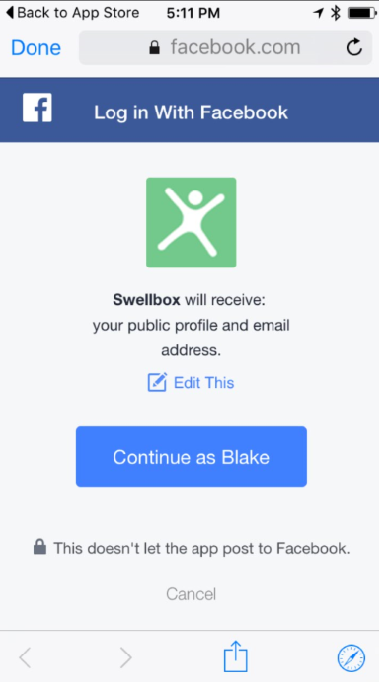 Back to App Store 5:11 PM
Done facebook.com
f Log in With Facebook
Swellbox will receive:
your public profile and email
address.
Edit This
Continue as Blake
This doesn't let the app post to Facebook.
Cancel